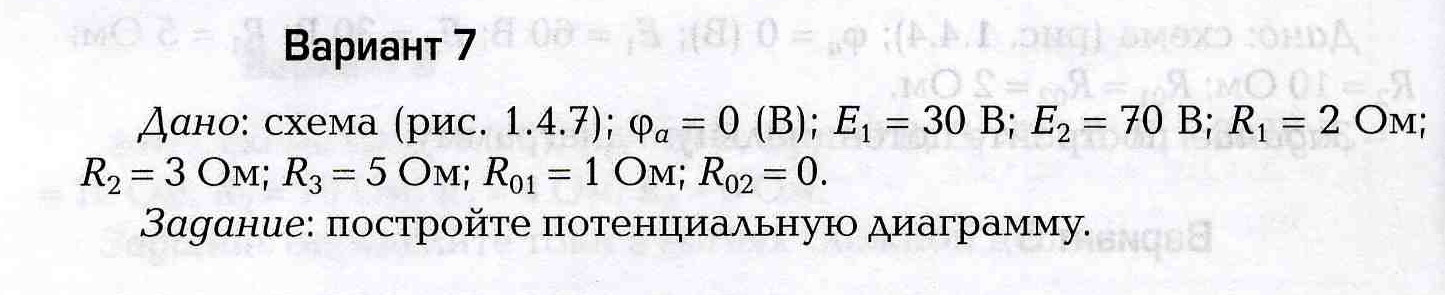 Вариант 7
Дано: схема (рис. 1.4.7); φₐ = 0 (В); E₁ = 30 В; E₂ = 70 В; R₁ = 2 Ом;
R₂ = 3 Ом; R₃ = 5 Ом; R₀₁ = 1 Ом; R₀₂ = 0.
Задание: постройте потенциальную диаграмму.